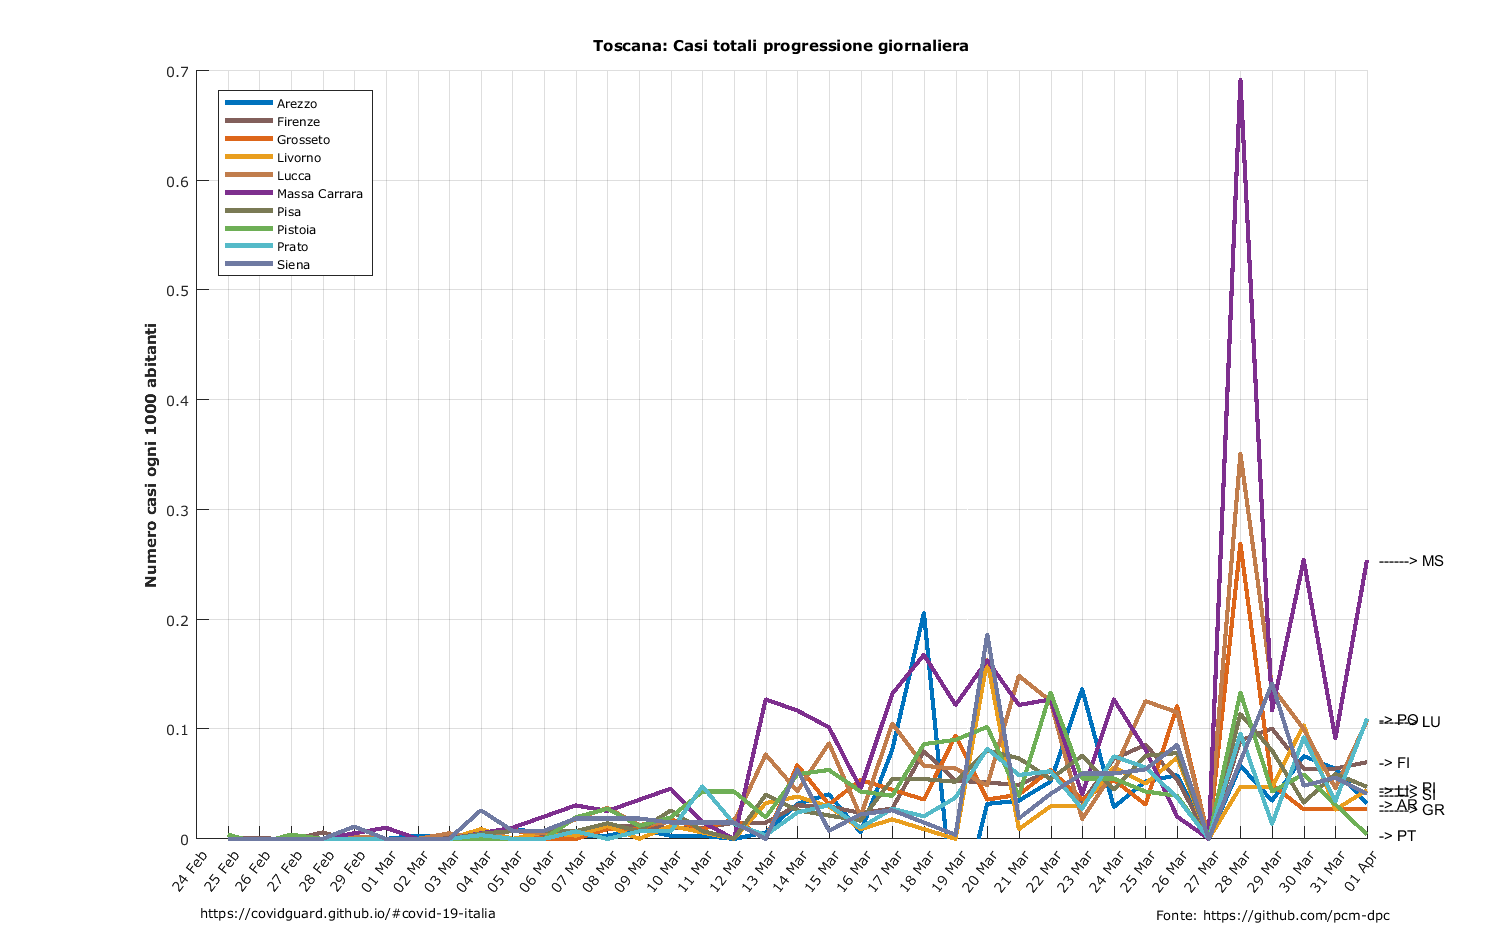 Toscana: Casi totali progressione giornaliera
Numero casi ogni 1000 abitanti
0.7
0.6
0.5
0.4
0.3
0.2
0.1
0
Arezzo
Firenze
Grosseto
Livorno
Lucca
Massa Carrara
Pisa
Pistoia
Prato
Siena
------> MS
-> PO
------> LU
-> FI
-> AR
------> GR
-> PT
24 Feb
25 Feb
26 Feb
27 Feb
28 Feb
29 Feb
01 Mar
02 Mar
03 Mar
04 Mar
05 Mar
06 Mar
07 Mar
08 Mar
09 Mar
10 Mar
11 Mar
12 Mar
13 Mar
14 Mar
15 Mar
16 Mar
17 Mar
18 Mar
19 Mar
20 Mar
21 Mar
22 Mar
23 Mar
24 Mar
25 Mar
26 Mar
27 Mar
28 Mar
29 Mar
30 Mar
31 Mar
01 Apr
https://covidguard.github.io/#covid-19-italia
Fonte: https://github.com/pcm-dpc